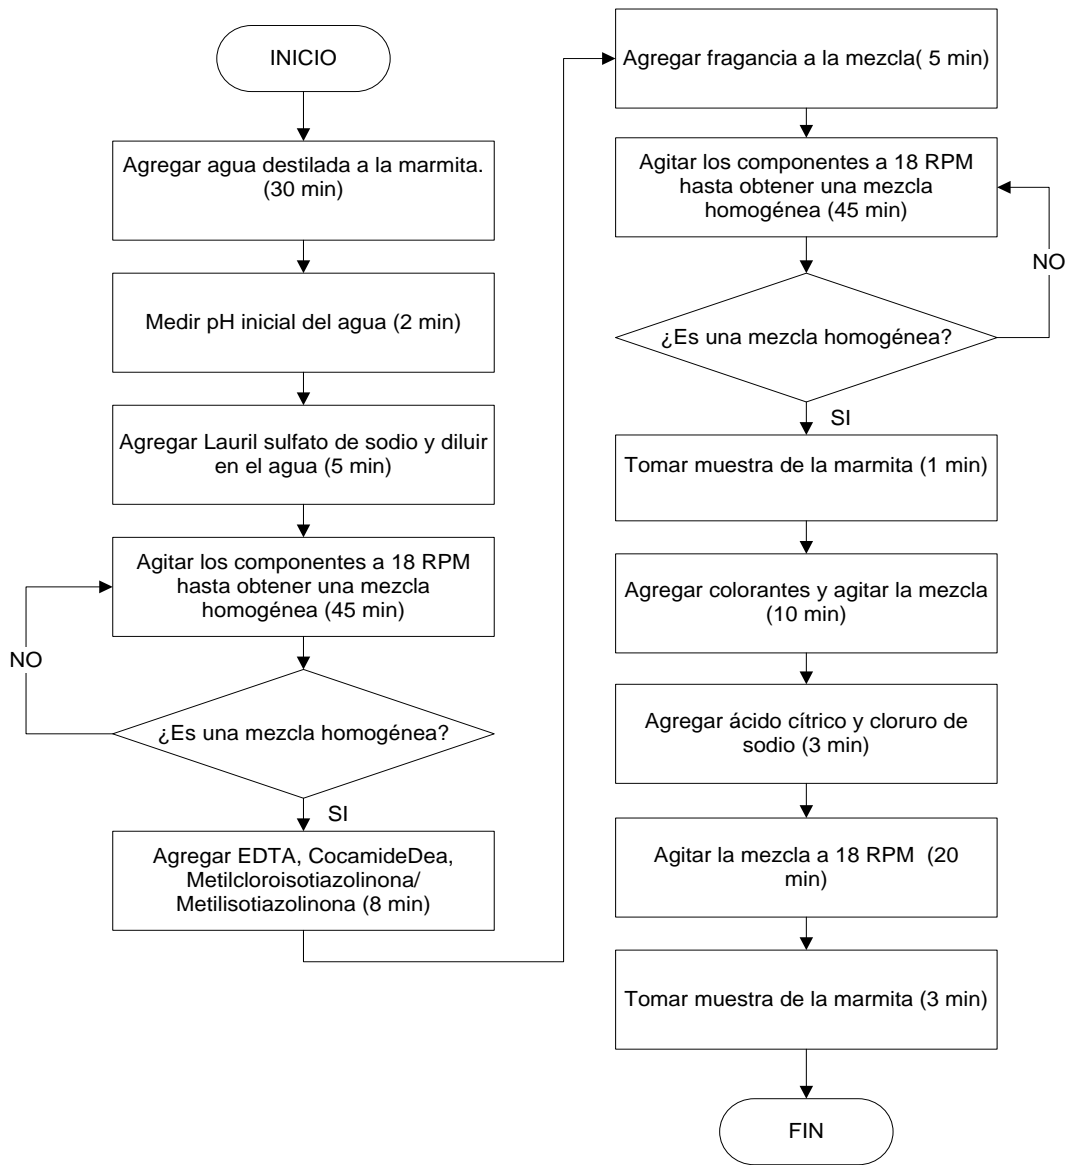 INICIO
Agregar agua destilada a la marmita.
(30 min)
Medir pH inicial del agua (2 min)
Agregar Lauril sulfato de sodio y diluir
en el agua (5 min)
Agitar los componentes a 18 RPM
hasta obtener una mezcla
homogénea (45 min)
NO
¿Es una mezcla homogénea?
SI
Agregar EDTA, CocamideDea,
Metilcloroisotiazolinona/
Metilisotiazolinona (8 min)
Agregar fragancia a la mezcla( 5 min)
Agitar los componentes a 18 RPM
hasta obtener una mezcla
homogénea (45 min)
NO
¿Es una mezcla homogénea?
SI
Tomar muestra de la marmita (1 min)
Agregar colorantes y agitar la mezcla
(10 min)
Agregar ácido cítrico y cloruro de
sodio (3 min)
Agitar la mezcla a 18 RPM  (20
min)
Tomar muestra de la marmita (3 min)
FIN